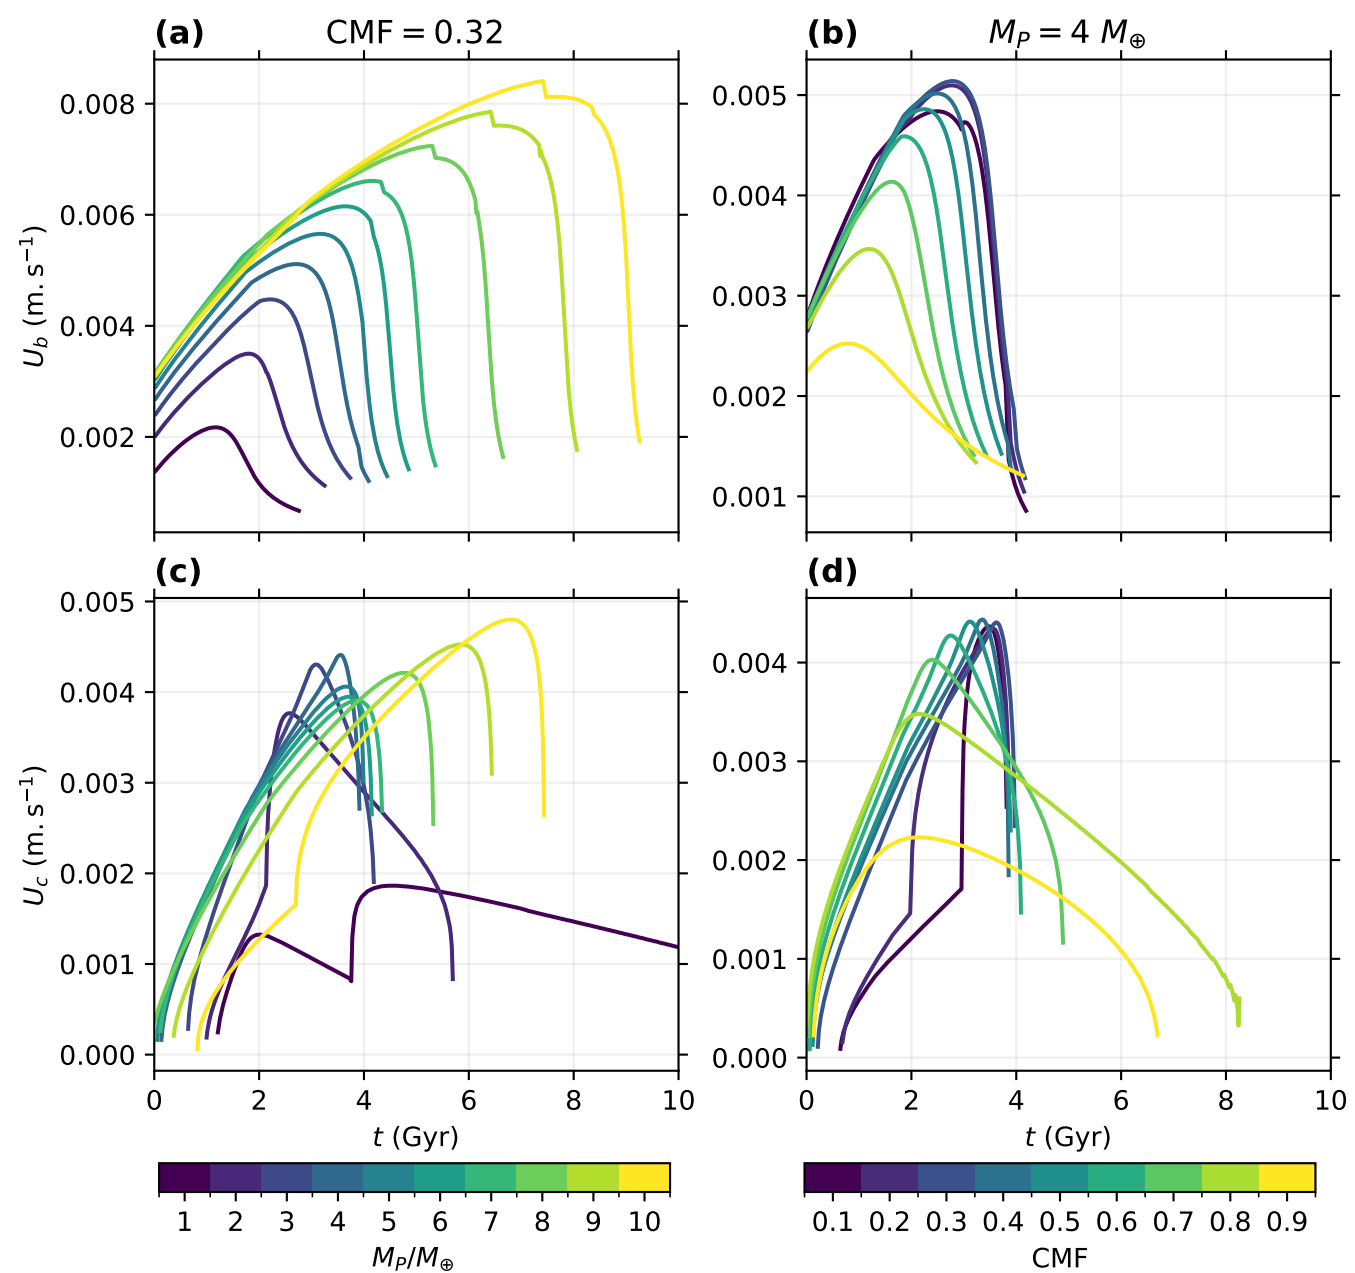 (a) CMF = 0.32
(b) M_P = 4 M_⊕
0.008
0.006
0.004
0.002
U_b (m. s⁻¹)
0.005
0.004
0.003
0.002
0.001
(c)
(d)
0.005
0.004
0.003
0.002
0.001
0.000
U_c (m. s⁻¹)
0 2 4 6 8 10
t (Gyr)
0.004
0.003
0.002
0.001
0.000
0 2 4 6 8 10
t (Gyr)
1 2 3 4 5 6 7 8 9 10
M_P/M_⊕
0.1 0.2 0.3 0.4 0.5 0.6 0.7 0.8 0.9
CMF